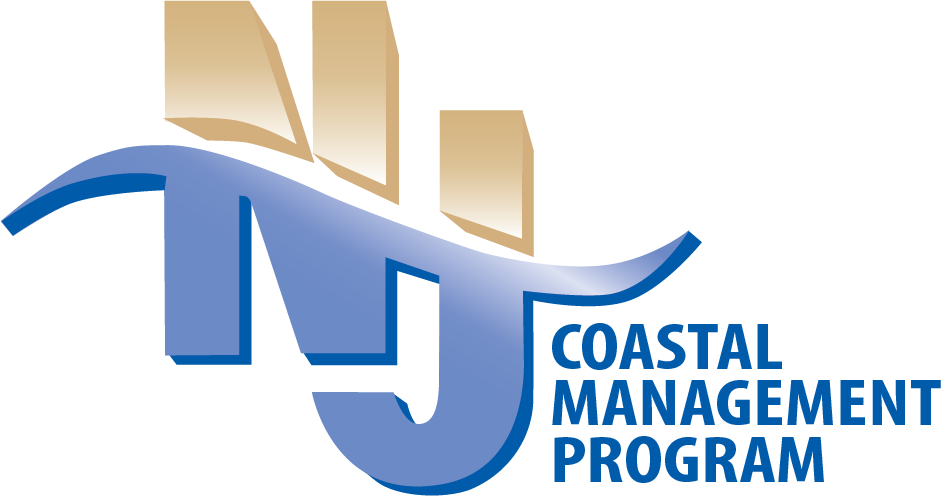 NJ
COASTAL
MANAGEMENT
PROGRAM